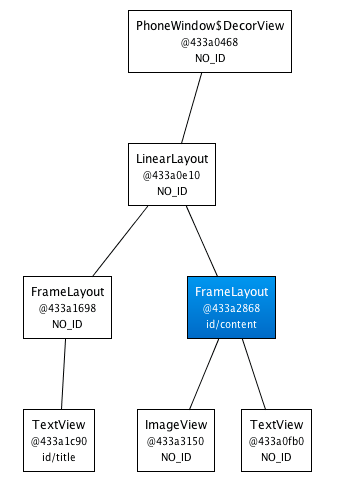 PhoneWindow$DecorView
@433a0468
NO_ID
LinearLayout
@433a0e10
NO_ID
FrameLayout
@433a1698
NO_ID
FrameLayout
@433a2868
id/content
TextView
@433a1c90
id/title
ImageView
@433a3150
NO_ID
TextView
@433a0fb0
NO_ID